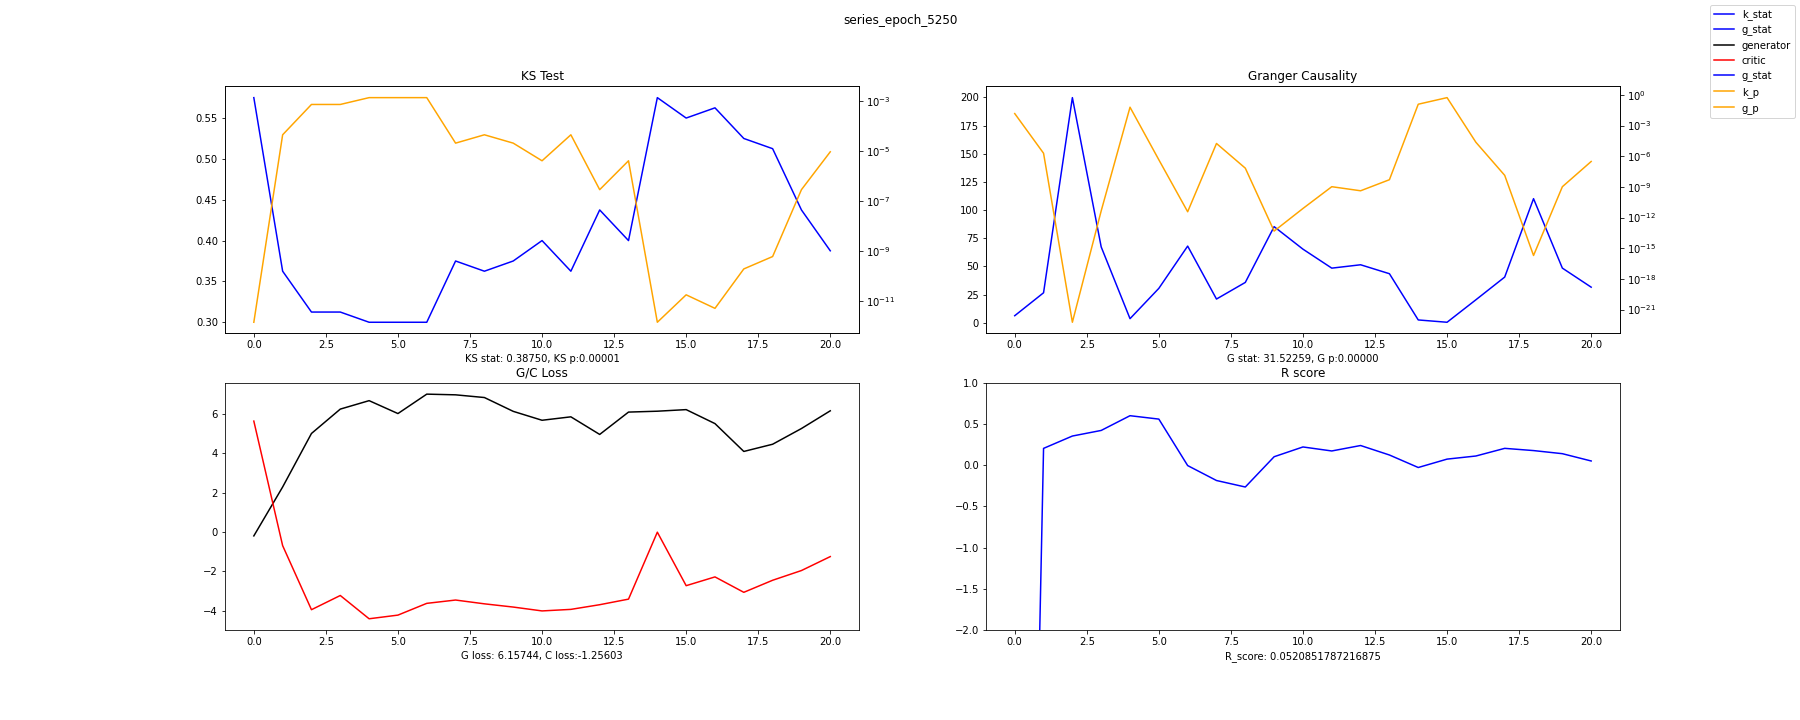 series_epoch_5250
k_stat
g_stat
generator
critic
g_stat
k_p
g_p
KS Test
0.55
0.50
0.45
0.40
0.35
0.30
10⁻³
10⁻⁵
10⁻⁷
10⁻⁹
10⁻¹¹
0.0 2.5 5.0 7.5 10.0 12.5 15.0 17.5 20.0
KS stat: 0.38750, KS p:0.00001
Granger Causality
200
175
150
125
100
75
50
25
0
10⁰
10⁻³
10⁻⁶
10⁻⁹
10⁻¹²
10⁻¹⁵
10⁻¹⁸
10⁻²¹
0.0 2.5 5.0 7.5 10.0 12.5 15.0 17.5 20.0
G stat: 31.52259, G p:0.00000
G/C Loss
6
4
2
0
−2
−4
0.0 2.5 5.0 7.5 10.0 12.5 15.0 17.5 20.0
G loss: 6.15744, C loss:-1.25603
R score
1.0
0.5
0.0
−0.5
−1.0
−1.5
−2.0
0.0 2.5 5.0 7.5 10.0 12.5 15.0 17.5 20.0
R_score: 0.0520851787216875